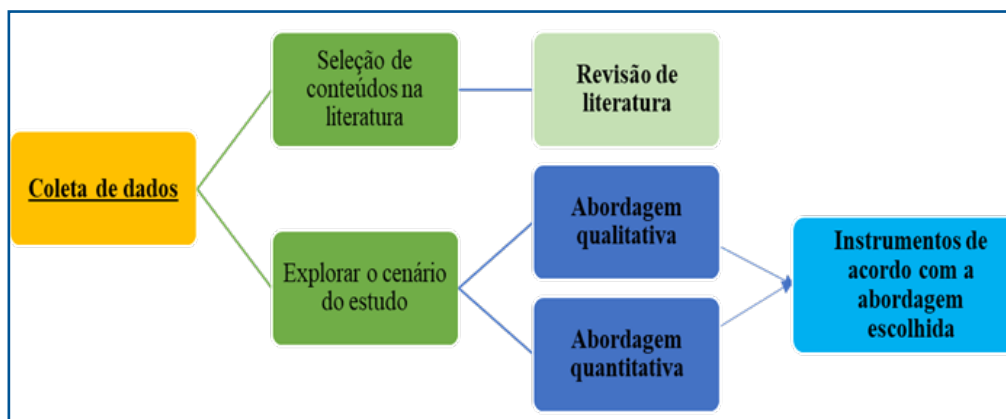 Coleta de dados
Seleção de
conteúdos na
literatura
Revisão de
literatura
Explorar o cenário
do estudo
Abordagem
qualitativa
Abordagem
quantitativa
Instrumentos de
acordo com a
abordagem
escolhida